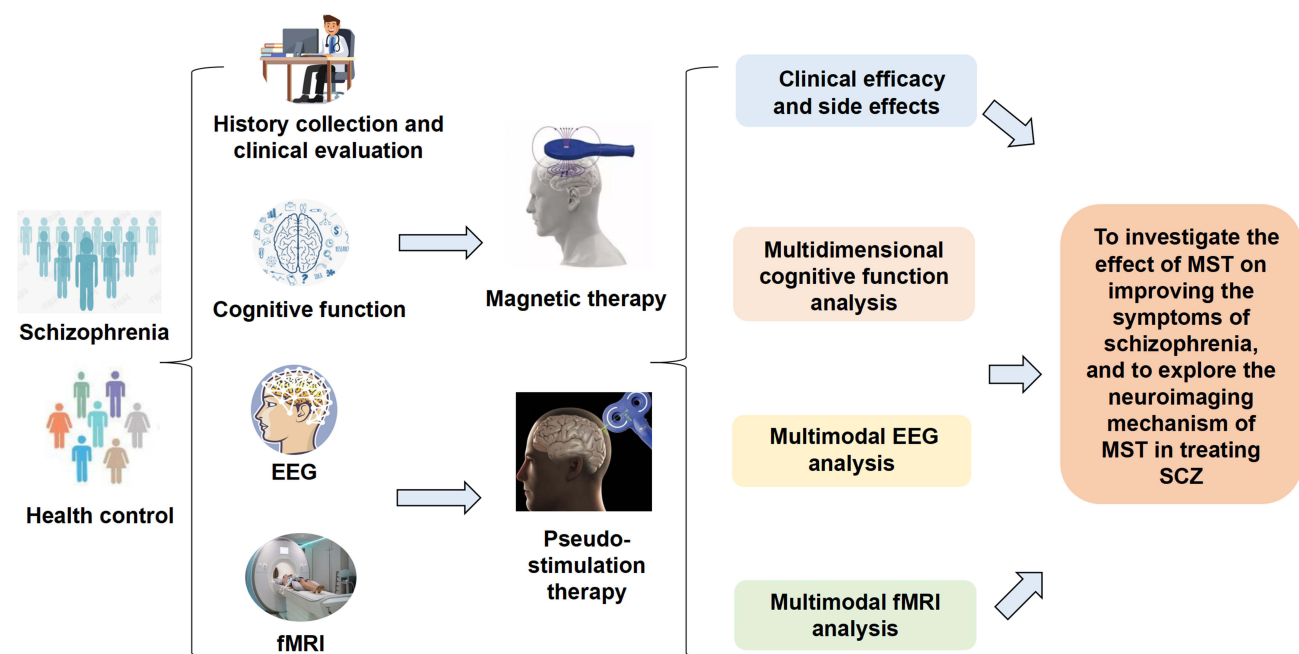 Schizophrenia
Health control
History collection and
clinical evaluation
Cognitive function
EEG
fMRI
Magnetic therapy
Pseudo-
stimulation
therapy
Clinical efficacy
and side effects
Multidimensional
cognitive function
analysis
Multimodal EEG
analysis
Multimodal fMRI
analysis
To investigate the
effect of MST on
improving the
symptoms of
schizophrenia,
and to explore the
neuroimaging
mechanism of
MST in treating
SCZ